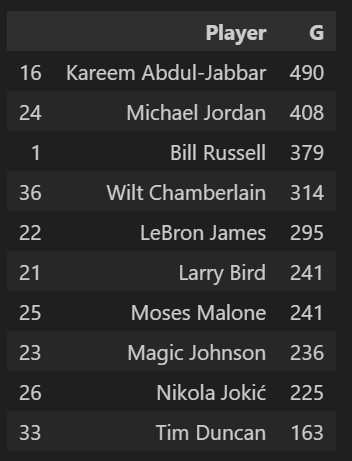 Player G
16 Kareem Abdul-Jabbar 490
24 Michael Jordan 408
1 Bill Russell 379
36 Wilt Chamberlain 314
22 LeBron James 295
21 Larry Bird 241
25 Moses Malone 241
23 Magic Johnson 236
26 Nikola Jokić 225
33 Tim Duncan 163